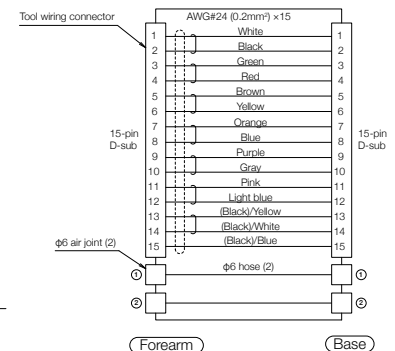 Tool wiring connector
AWG#24 (0.2mm²) ×15
1 White 1
2 Black 2
3 Green 3
4 Red 4
5 Brown 5
6 Yellow 6
7 Orange 7
15-pin D-sub
8 Blue 8
15-pin D-sub
9 Purple 9
10 Gray 10
11 Pink 11
12 Light blue 12
13 (Black)/Yellow 13
14 (Black)/White 14
15 (Black)/Blue 15
φ6 air joint (2)
① φ6 hose (2) ①
② ②
Forearm Base